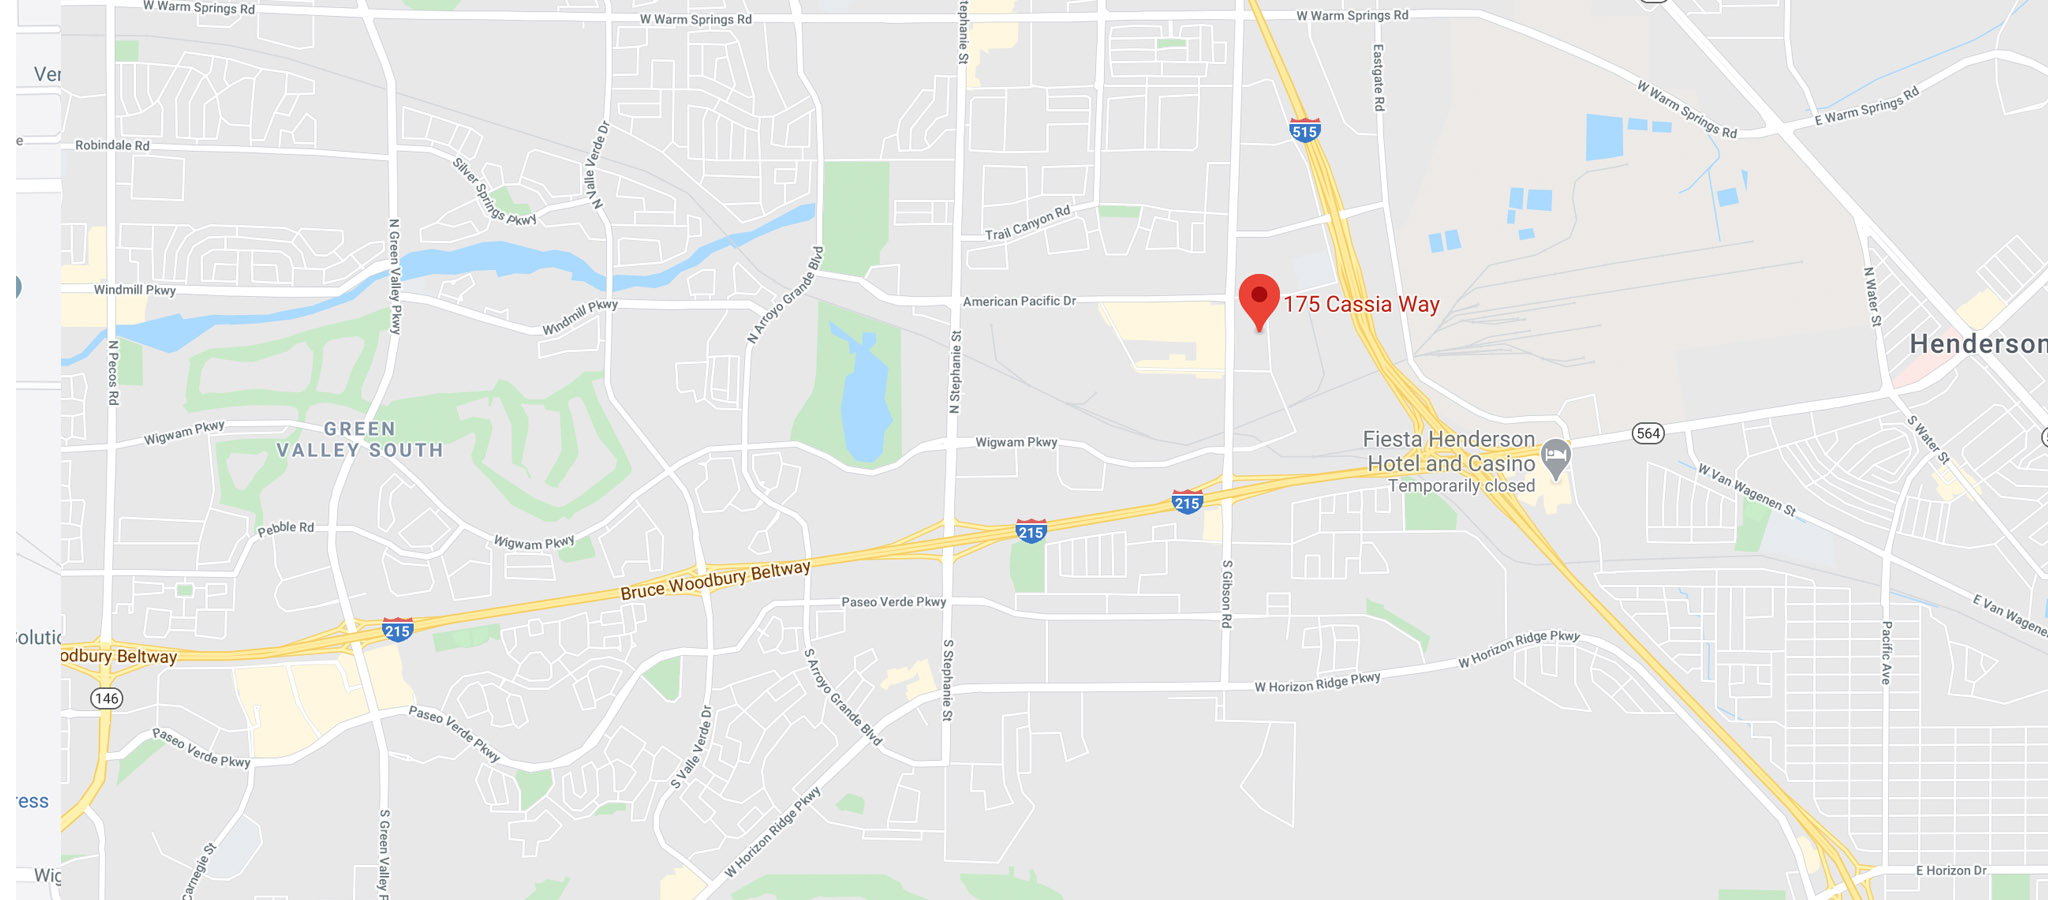 W Warm Springs Rd
W Warm Springs Rd
W Warm Springs Rd
W Warm Springs Rd
E Warm Springs Rd
tephanie St
Eastgate Rd
515
Robindale Rd
Silver Springs Pkwy
N Valle Verde Dr
Trail Canyon Rd
N Green Valley Pkwy
Windmill Pkwy
Windmill Pkwy
N Arroyo Grande Blvd
American Pacific Dr
175 Cassia Way
N Water St
Henderson
N Pecos Rd
N Stephanie St
GREEN
VALLEY SOUTH
Wigwam Pkwy
Wigwam Pkwy
564
Fiesta Henderson
Hotel and Casino
Temporarily closed
S Water St
W Van Wagenen St
215
215
Pebble Rd
Wigwam Pkwy
Bruce Woodbury Beltway
Paseo Verde Pkwy
S Gibson Rd
E Van Wagene
215
odbury Beltway
W Horizon Ridge Pkwy
W Horizon Ridge Pkwy
Pacific Ave
146
S Arroyo Grande Blvd
S Stephanie St
Paseo Verde Pkwy
Paseo Verde Pkwy
S Valle Verde Dr
W Horizon Ridge Pkwy
S Green Valley P
Carnegie St
E Horizon Dr
Ver
e
Solutic
ress
Wig